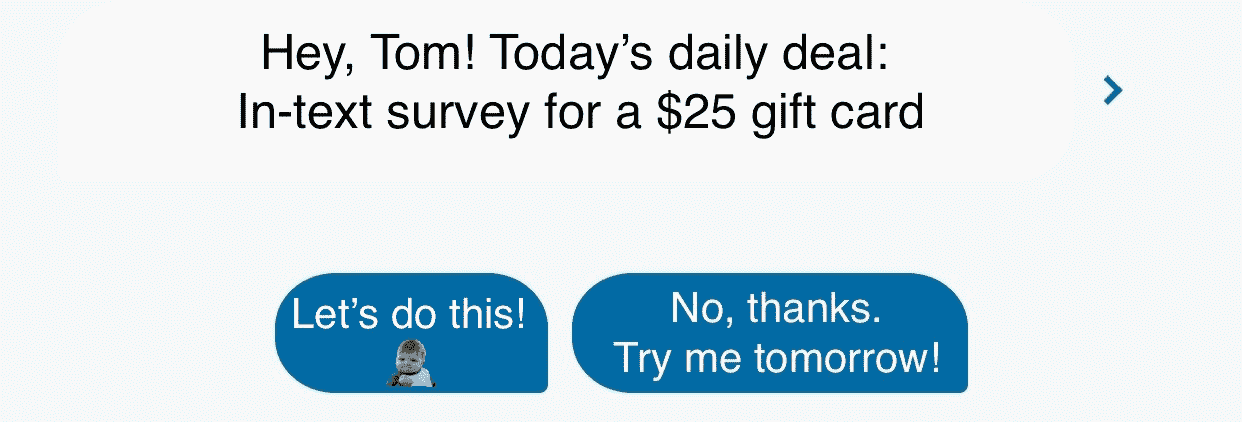 Hey, Tom! Today’s daily deal:
In-text survey for a $25 gift card
Let’s do this!
No, thanks.
Try me tomorrow!